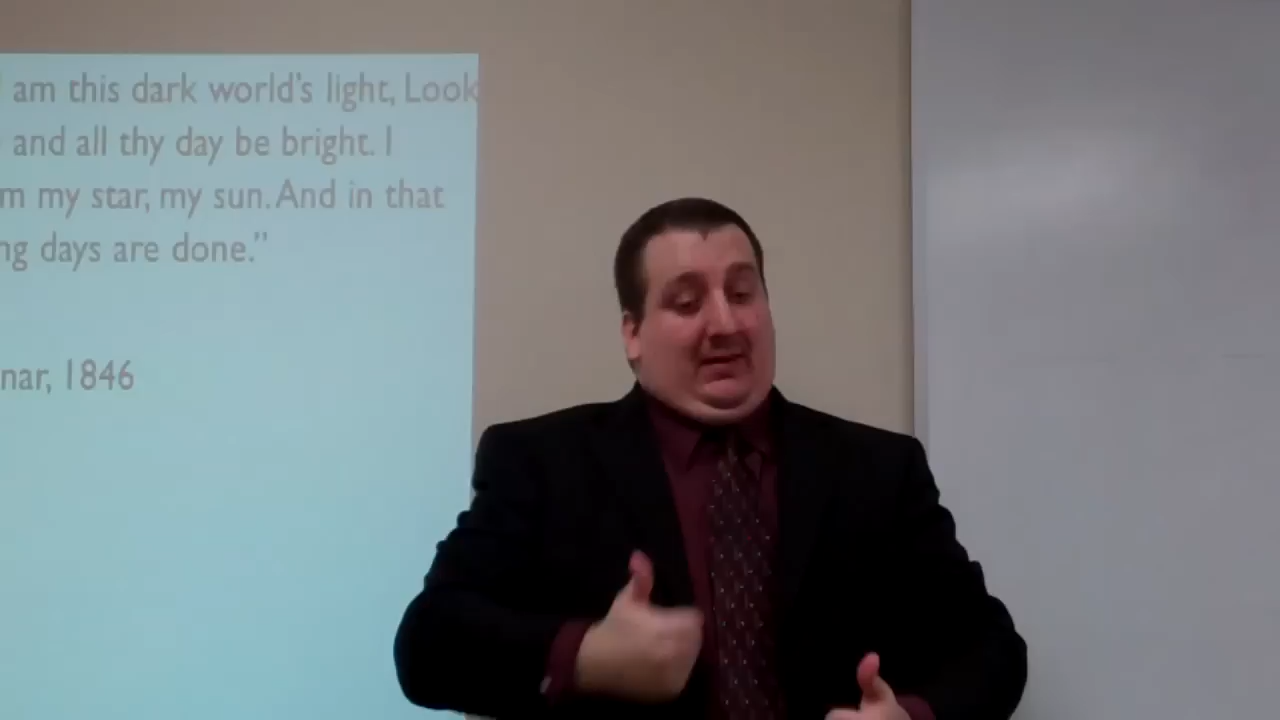 am this dark world's light, Look
and all thy day be bright. I
m my star, my sun. And in that
ng days are done.”
nar, 1846